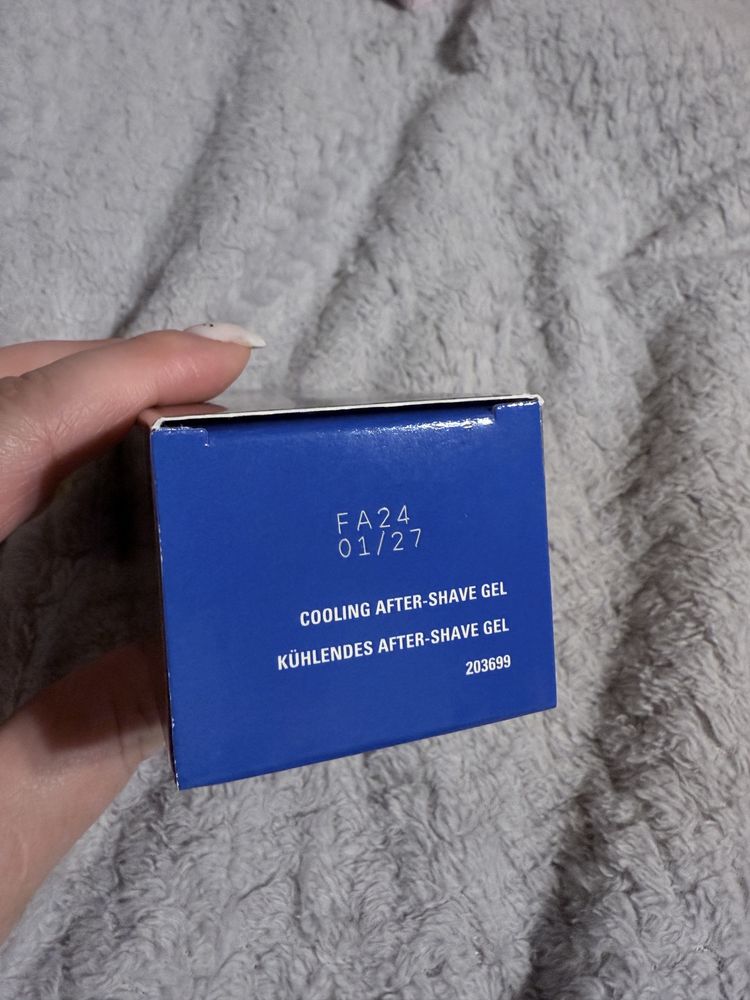 FA24
01/27
COOLING AFTER-SHAVE GEL
KÜHLENDES AFTER-SHAVE GEL
203699